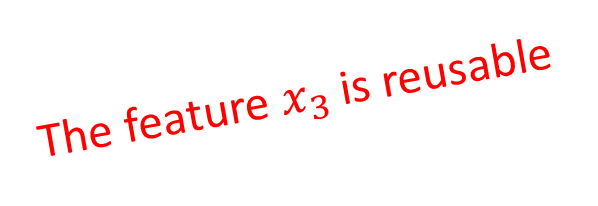 The feature x₃ is reusable